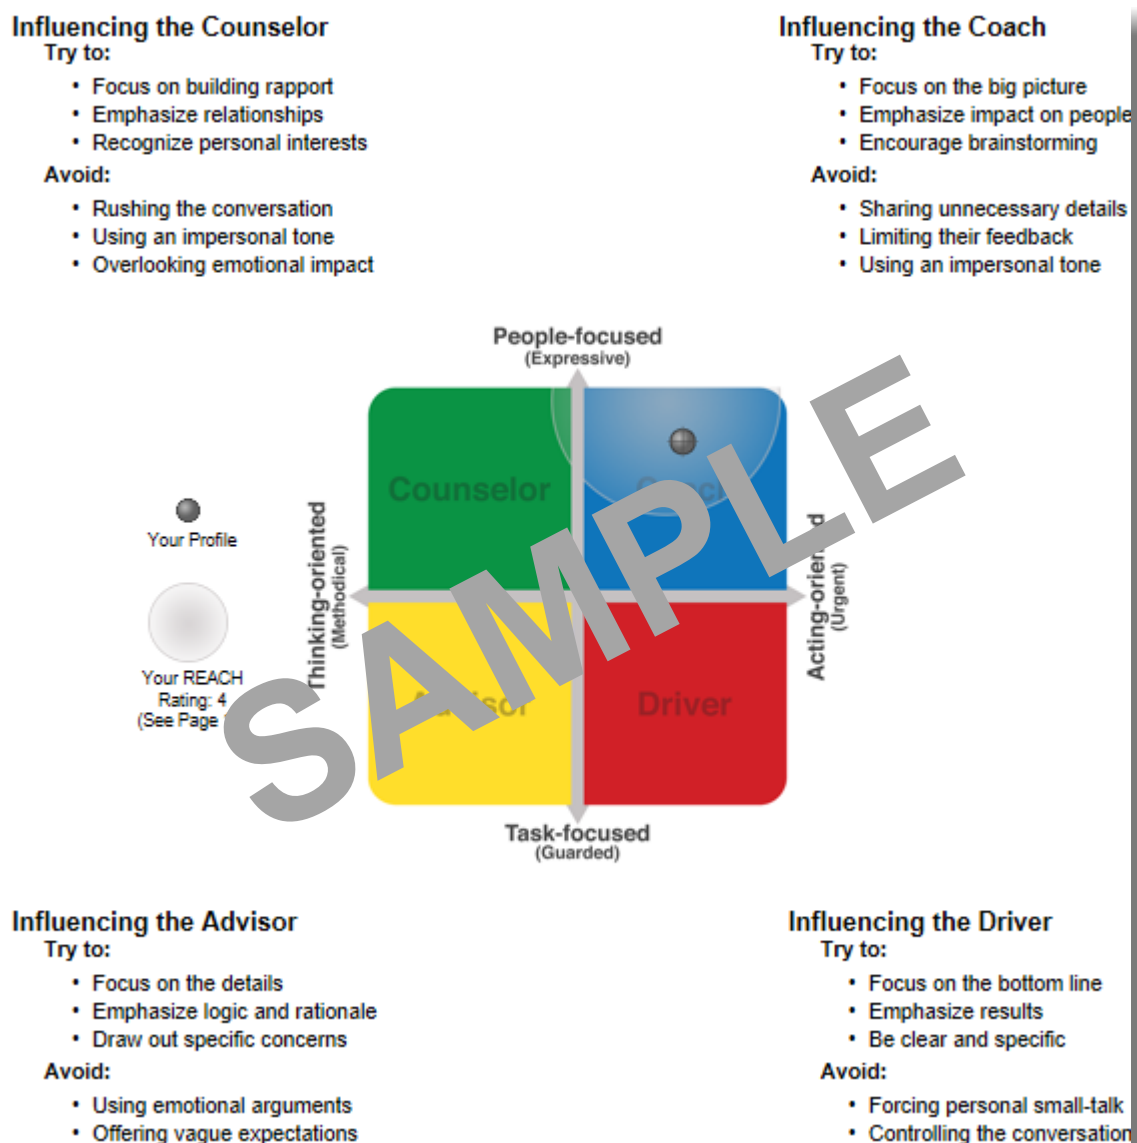 Influencing the Counselor
Try to:
• Focus on building rapport
• Emphasize relationships
• Recognize personal interests
Avoid:
• Rushing the conversation
• Using an impersonal tone
• Overlooking emotional impact
Influencing the Coach
Try to:
• Focus on the big picture
• Emphasize impact on people
• Encourage brainstorming
Avoid:
• Sharing unnecessary details
• Limiting their feedback
• Using an impersonal tone
People-focused
(Expressive)
Counselor
Coach
Your Profile
Thinking-oriented
(Methodical)
Acting-oriented
(Urgent)
Your REACH
Rating: 4
(See Page
Advisor
Driver
SAMPLE
Task-focused
(Guarded)
Influencing the Advisor
Try to:
• Focus on the details
• Emphasize logic and rationale
• Draw out specific concerns
Avoid:
• Using emotional arguments
• Offering vague expectations
Influencing the Driver
Try to:
• Focus on the bottom line
• Emphasize results
• Be clear and specific
Avoid:
• Forcing personal small-talk
• Controlling the conversation